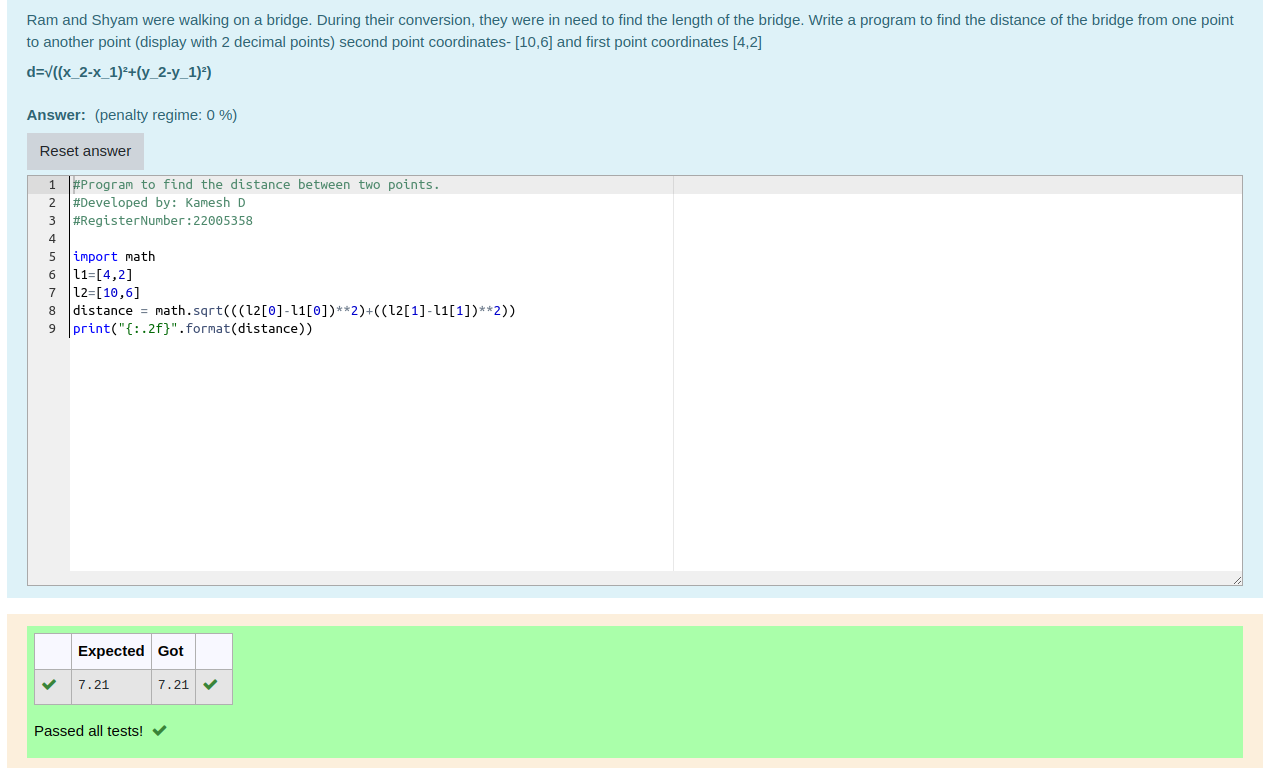 Ram and Shyam were walking on a bridge. During their conversion, they were in need to find the length of the bridge. Write a program to find the distance of the bridge from one point
to another point (display with 2 decimal points) second point coordinates- [10,6] and first point coordinates [4,2]
d=√((x_2-x_1)²+(y_2-y_1)²)
Answer: (penalty regime: 0 %)
Reset answer
1 #Program to find the distance between two points.
2 #Developed by: Kamesh D
3 #RegisterNumber:22005358
4
5 import math
6 l1=[4,2]
7 l2=[10,6]
8 distance = math.sqrt(((l2[0]-l1[0])**2)+((l2[1]-l1[1])**2))
9 print("{:.2f}".format(distance))
Expected Got
7.21 7.21
Passed all tests!